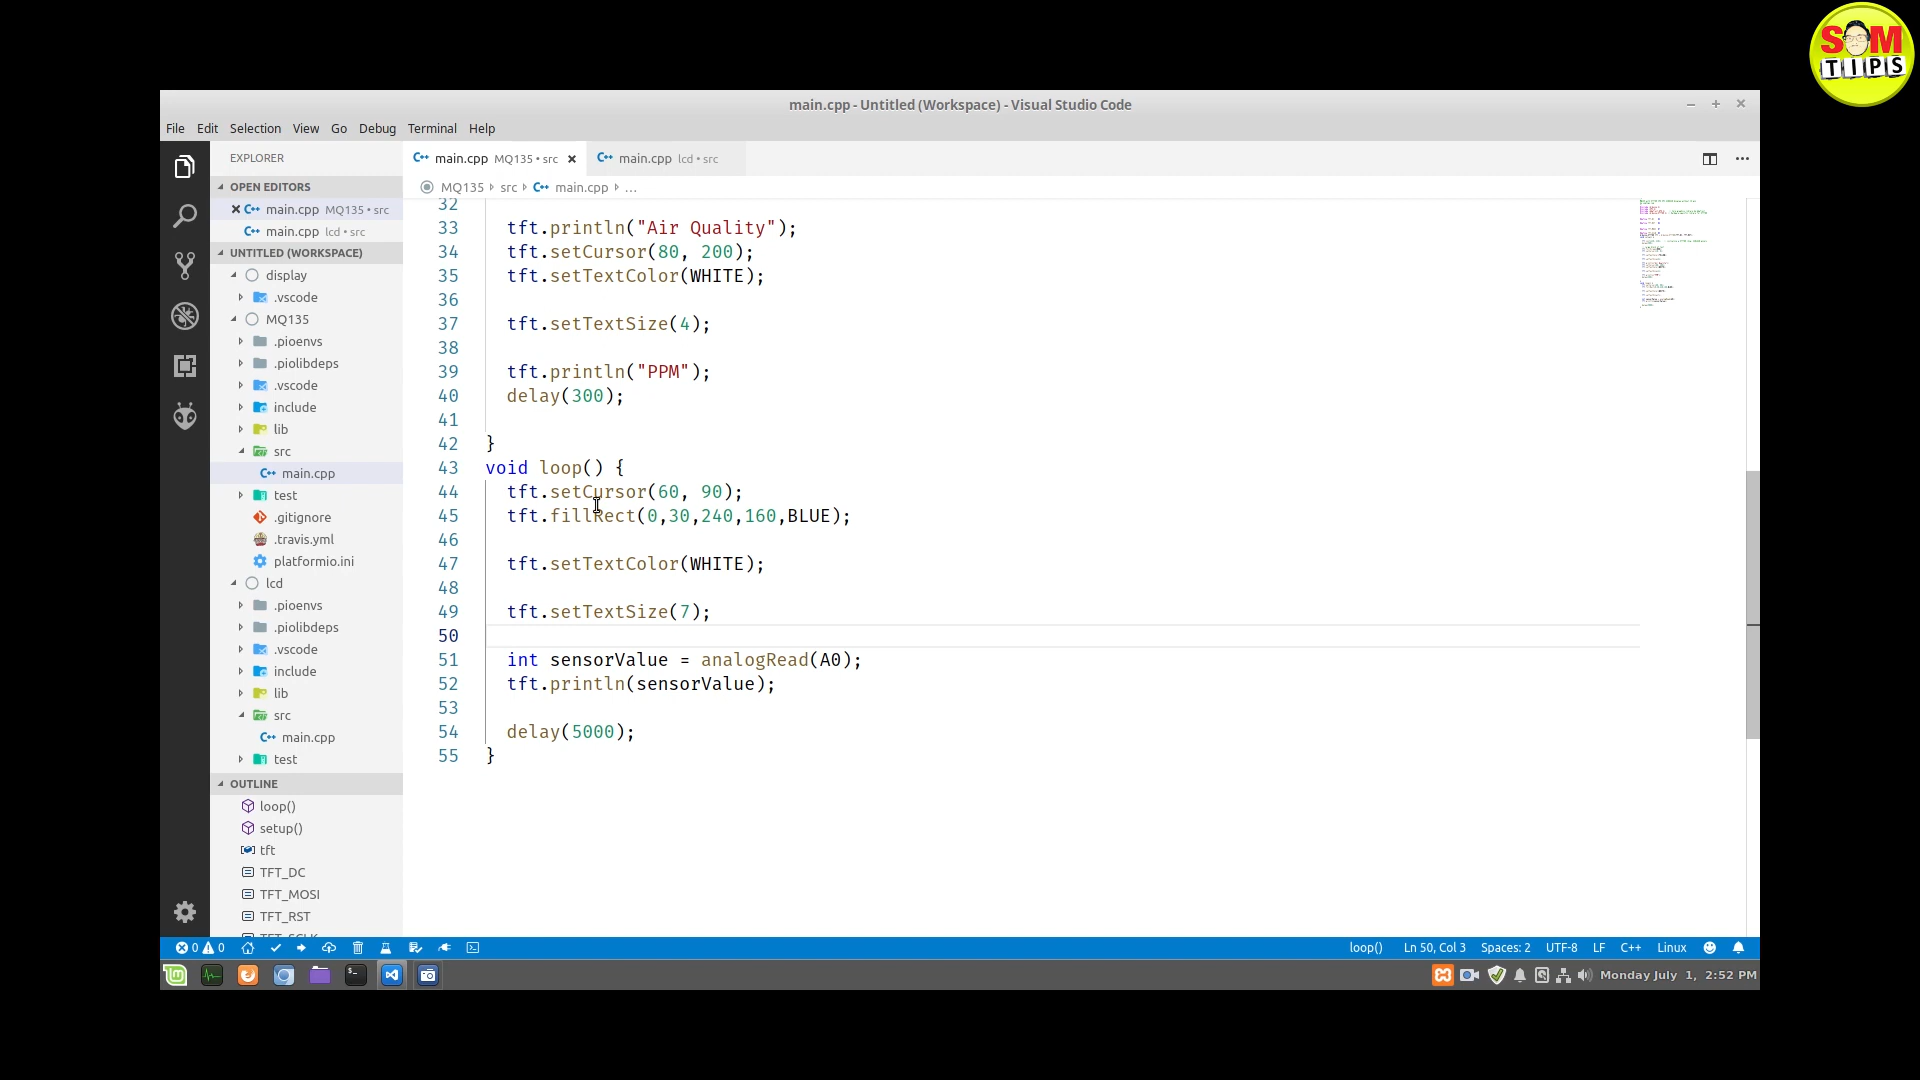 SOM
TIPS
main.cpp - Untitled (Workspace) - Visual Studio Code
File Edit Selection View Go Debug Terminal Help
EXPLORER
OPEN EDITORS
main.cpp MQ135 • src
main.cpp lcd • src
UNTITLED (WORKSPACE)
display
.vscode
MQ135
.pioenvs
.piolibdeps
.vscode
include
lib
src
main.cpp
test
.gitignore
.travis.yml
platformio.ini
lcd
.pioenvs
.piolibdeps
.vscode
include
lib
src
main.cpp
test
OUTLINE
loop()
setup()
tft
TFT_DC
TFT_MOSI
TFT_RST
TFT_SCLK
main.cpp MQ135 • src main.cpp lcd • src
MQ135 src main.cpp ...
32
33 tft.println("Air Quality");
34 tft.setCursor(80, 200);
35 tft.setTextColor(WHITE);
36
37 tft.setTextSize(4);
38
39 tft.println("PPM");
40 delay(300);
41
42 }
43 void loop() {
44 tft.setCursor(60, 90);
45 tft.fillRect(0,30,240,160,BLUE);
46
47 tft.setTextColor(WHITE);
48
49 tft.setTextSize(7);
50
51 int sensorValue = analogRead(A0);
52 tft.println(sensorValue);
53
54 delay(5000);
55 }
0 0 loop() Ln 50, Col 3 Spaces: 2 UTF-8 LF C++ Linux
Monday July 1, 2:52 PM